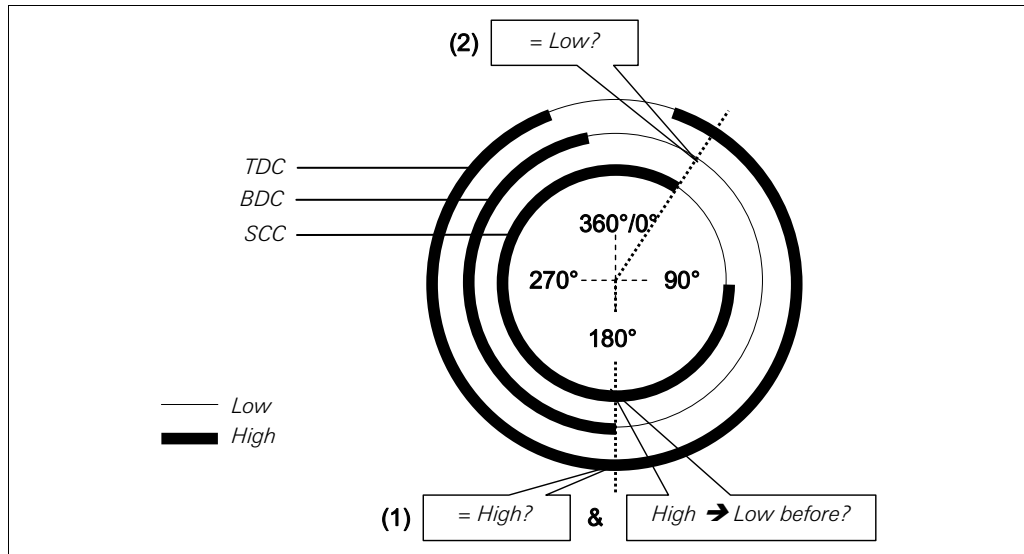 (2) = Low?
TDC
BDC
SCC
360°/0°
270° 90°
180°
Low
High
(1) = High? & High ➔ Low before?